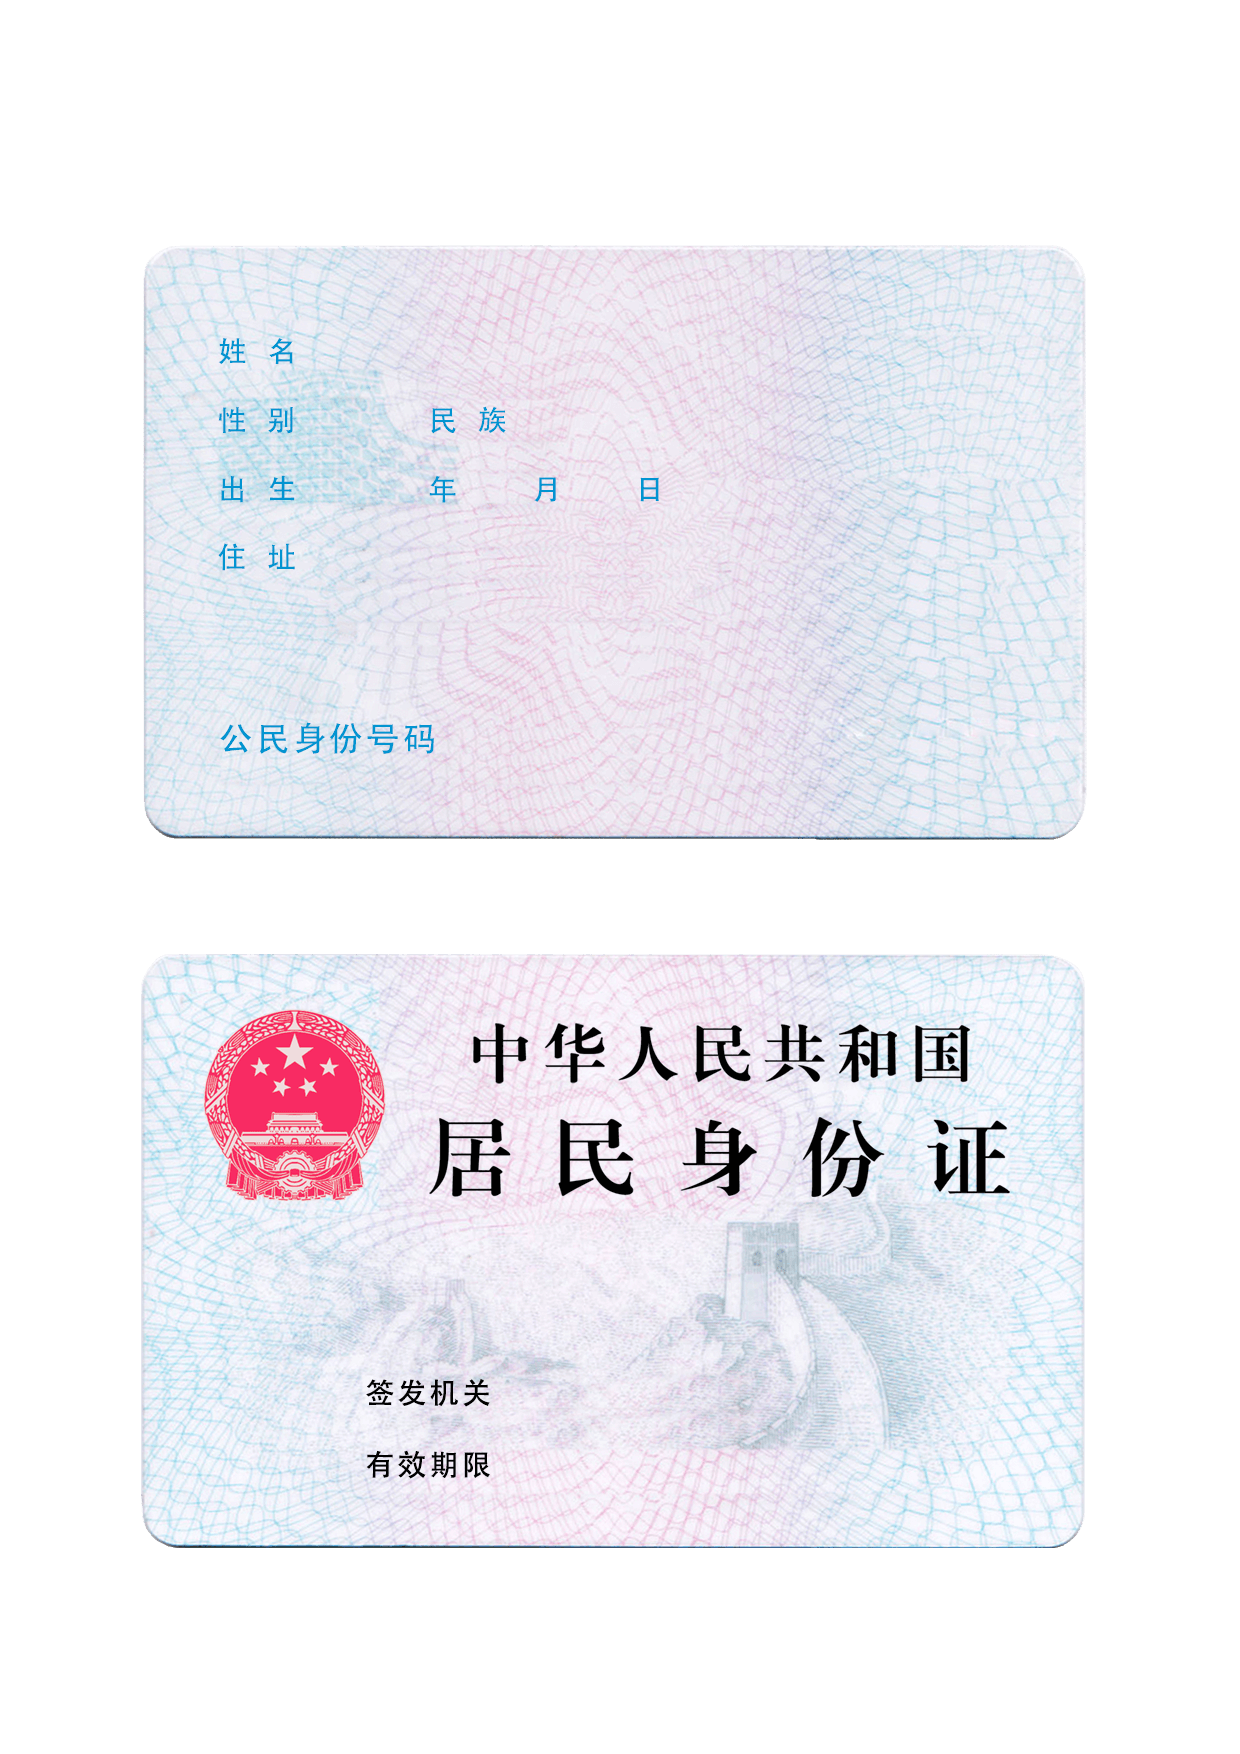 姓名
性别 民族
出生 年 月 日
住址
公民身份号码
中华人民共和国
居民身份证
签发机关
有效期限